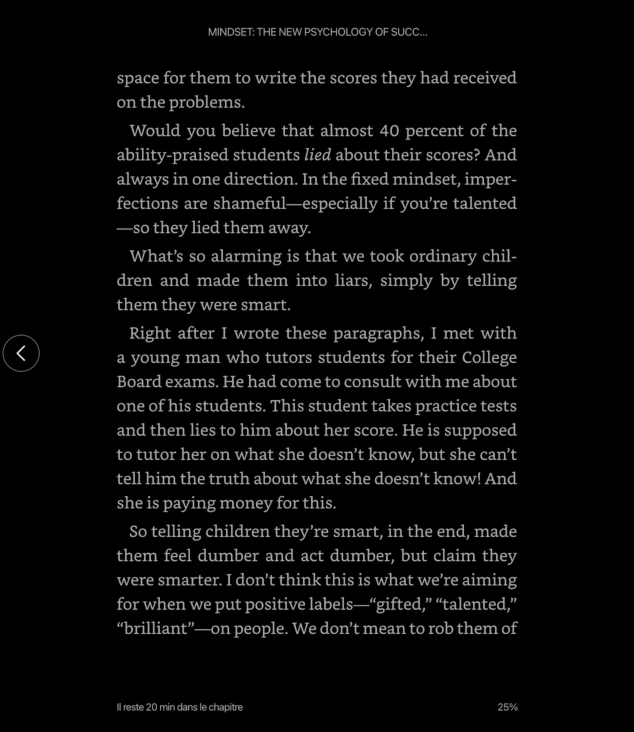 MINDSET: THE NEW PSYCHOLOGY OF SUCC...
space for them to write the scores they had received
on the problems.
Would you believe that almost 40 percent of the
ability-praised students lied about their scores? And
always in one direction. In the fixed mindset, imper-
fections are shameful—especially if you’re talented
—so they lied them away.
What’s so alarming is that we took ordinary chil-
dren and made them into liars, simply by telling
them they were smart.
Right after I wrote these paragraphs, I met with
a young man who tutors students for their College
Board exams. He had come to consult with me about
one of his students. This student takes practice tests
and then lies to him about her score. He is supposed
to tutor her on what she doesn’t know, but she can’t
tell him the truth about what she doesn’t know! And
she is paying money for this.
So telling children they’re smart, in the end, made
them feel dumber and act dumber, but claim they
were smarter. I don’t think this is what we’re aiming
for when we put positive labels—“gifted,” “talented,”
“brilliant”—on people. We don’t mean to rob them of
Il reste 20 min dans le chapitre
25%